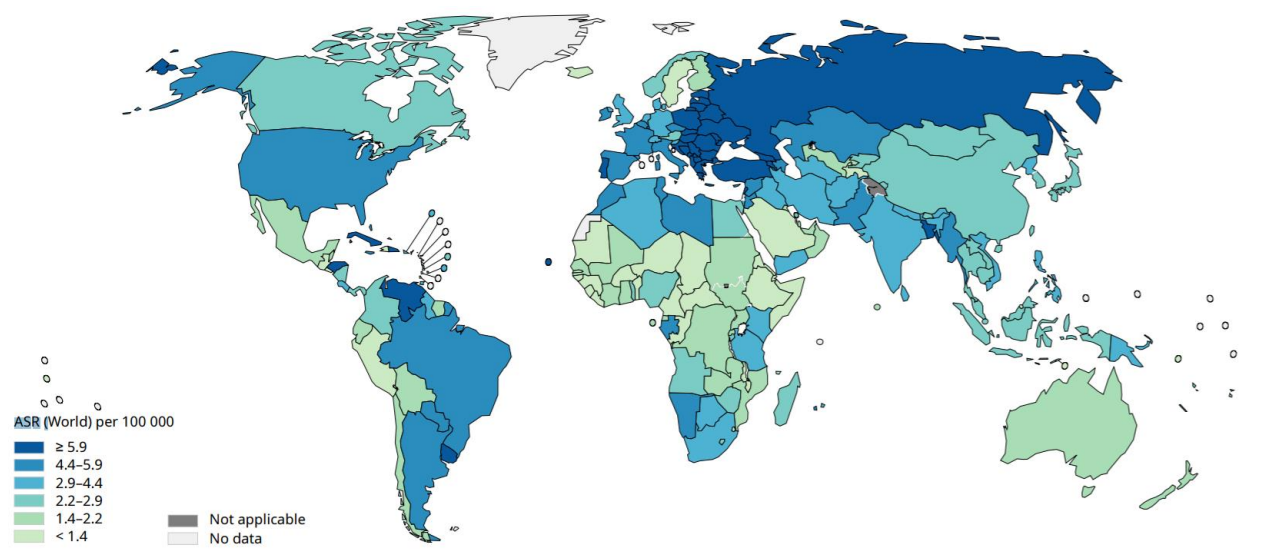 ASR (World) per 100 000
≥ 5.9
4.4–5.9
2.9–4.4
2.2–2.9
1.4–2.2
< 1.4
Not applicable
No data